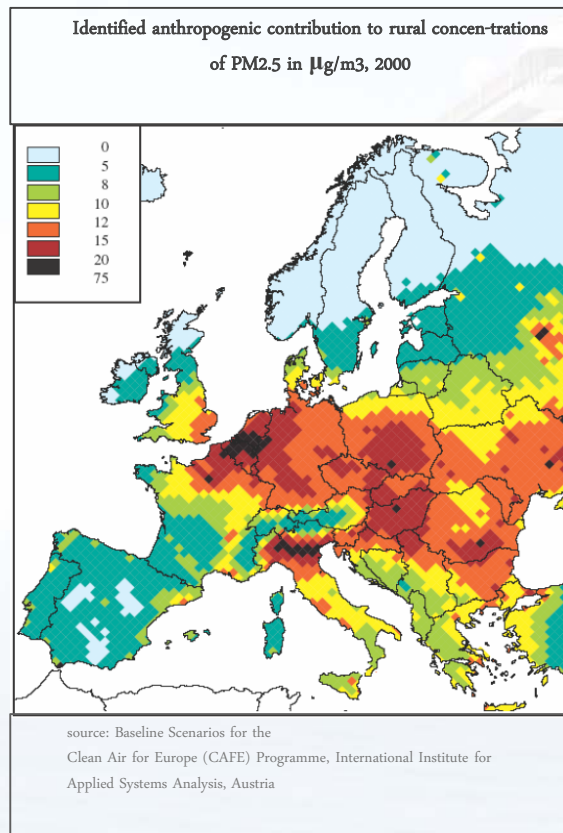 Identified anthropogenic contribution to rural concen-trations
of PM2.5 in µg/m3, 2000
0
5
8
10
12
15
20
75
source: Baseline Scenarios for the
Clean Air for Europe (CAFE) Programme, International Institute for
Applied Systems Analysis, Austria